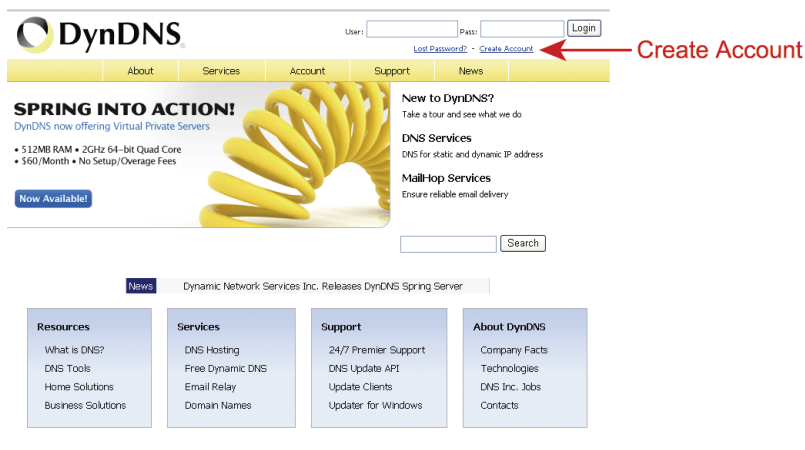 DynDNS.
User:
Pass:
Login
Lost Password? - Create Account
Create Account
About Services Account Support News
SPRING INTO ACTION!
DynDNS now offering Virtual Private Servers
• 512MB RAM • 2GHz 64-bit Quad Core
• $60/Month • No Setup/Overage Fees
Now Available!
New to DynDNS?
Take a tour and see what we do
DNS Services
DNS for static and dynamic IP address
MailHop Services
Ensure reliable email delivery
Search
News Dynamic Network Services Inc. Releases DynDNS Spring Server
Resources
What is DNS?
DNS Tools
Home Solutions
Business Solutions
Services
DNS Hosting
Free Dynamic DNS
Email Relay
Domain Names
Support
24/7 Premier Support
DNS Update API
Update Clients
Updater for Windows
About DynDNS
Company Facts
Technologies
DNS Inc. Jobs
Contacts